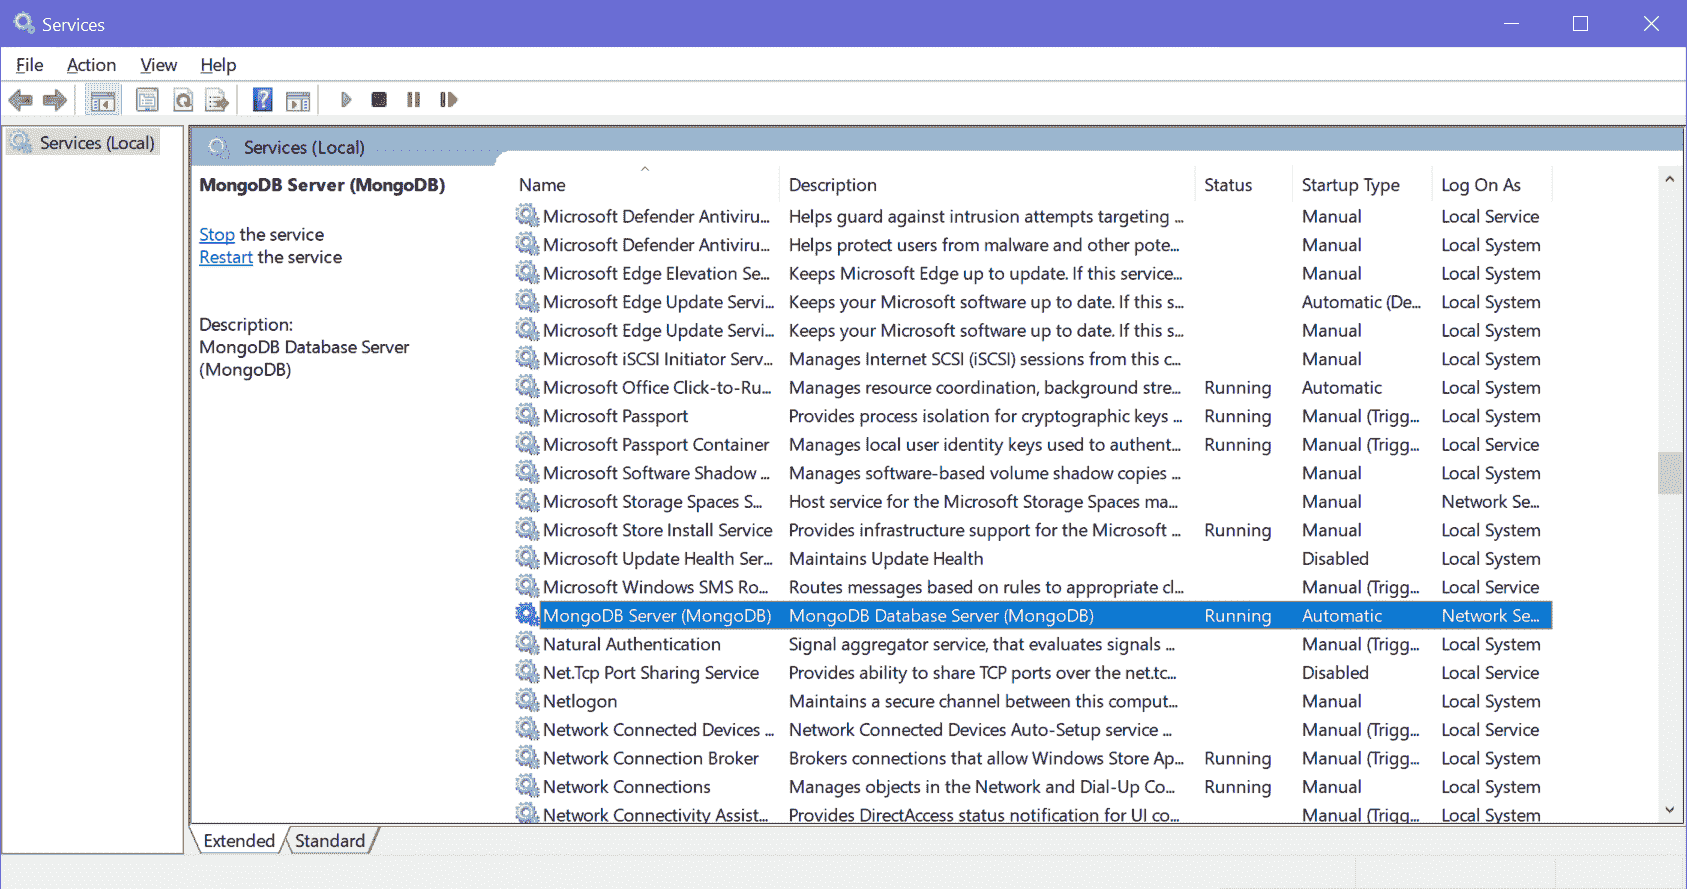 Services
File Action View Help
Services (Local)
Services (Local)
MongoDB Server (MongoDB)
Stop the service
Restart the service
Description:
MongoDB Database Server
(MongoDB)
Name Description Status Startup Type Log On As
Microsoft Defender Antiviru... Helps guard against intrusion attempts targeting ... Manual Local Service
Microsoft Defender Antiviru... Helps protect users from malware and other pote... Manual Local System
Microsoft Edge Elevation Se... Keeps Microsoft Edge up to update. If this service... Manual Local System
Microsoft Edge Update Servi... Keeps your Microsoft software up to date. If this s... Automatic (De... Local System
Microsoft Edge Update Servi... Keeps your Microsoft software up to date. If this s... Manual Local System
Microsoft iSCSI Initiator Serv... Manages Internet SCSI (iSCSI) sessions from this c... Manual Local System
Microsoft Office Click-to-Ru... Manages resource coordination, background stre... Running Automatic Local System
Microsoft Passport Provides process isolation for cryptographic keys ... Running Manual (Trigg... Local System
Microsoft Passport Container Manages local user identity keys used to authent... Running Manual (Trigg... Local Service
Microsoft Software Shadow ... Manages software-based volume shadow copies ... Manual Local System
Microsoft Storage Spaces S... Host service for the Microsoft Storage Spaces ma... Manual Network Se...
Microsoft Store Install Service Provides infrastructure support for the Microsoft ... Running Manual Local System
Microsoft Update Health Ser... Maintains Update Health Disabled Local System
Microsoft Windows SMS Ro... Routes messages based on rules to appropriate cl... Manual (Trigg... Local Service
MongoDB Server (MongoDB) MongoDB Database Server (MongoDB) Running Automatic Network Se...
Natural Authentication Signal aggregator service, that evaluates signals ... Manual (Trigg... Local System
Net.Tcp Port Sharing Service Provides ability to share TCP ports over the net.tc... Disabled Local Service
Netlogon Maintains a secure channel between this comput... Manual Local System
Network Connected Devices ... Network Connected Devices Auto-Setup service ... Manual (Trigg... Local Service
Network Connection Broker Brokers connections that allow Windows Store Ap... Running Manual (Trigg... Local System
Network Connections Manages objects in the Network and Dial-Up Co... Running Manual Local System
Network Connectivity Assist... Provides DirectAccess status notification for UI co... Manual (Trigg... Local System
Extended Standard